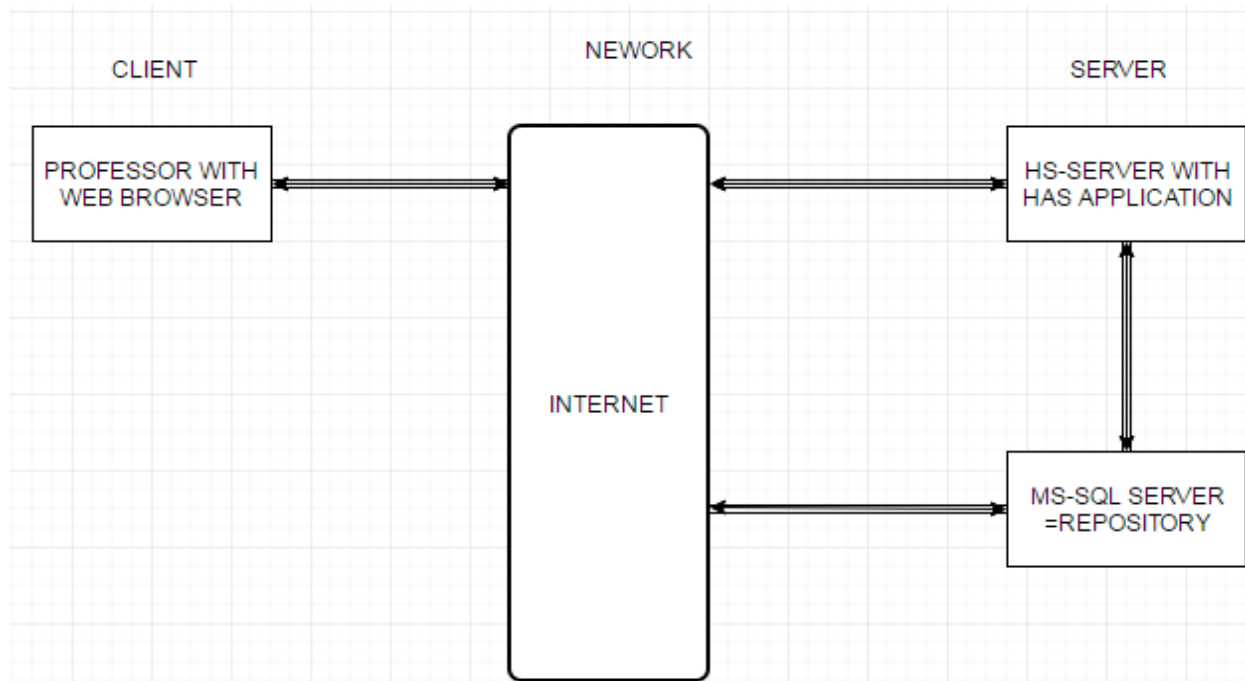 CLIENT
NEWORK
SERVER
PROFESSOR WITH
WEB BROWSER
HS-SERVER WITH
HAS APPLICATION
INTERNET
MS-SQL SERVER
=REPOSITORY